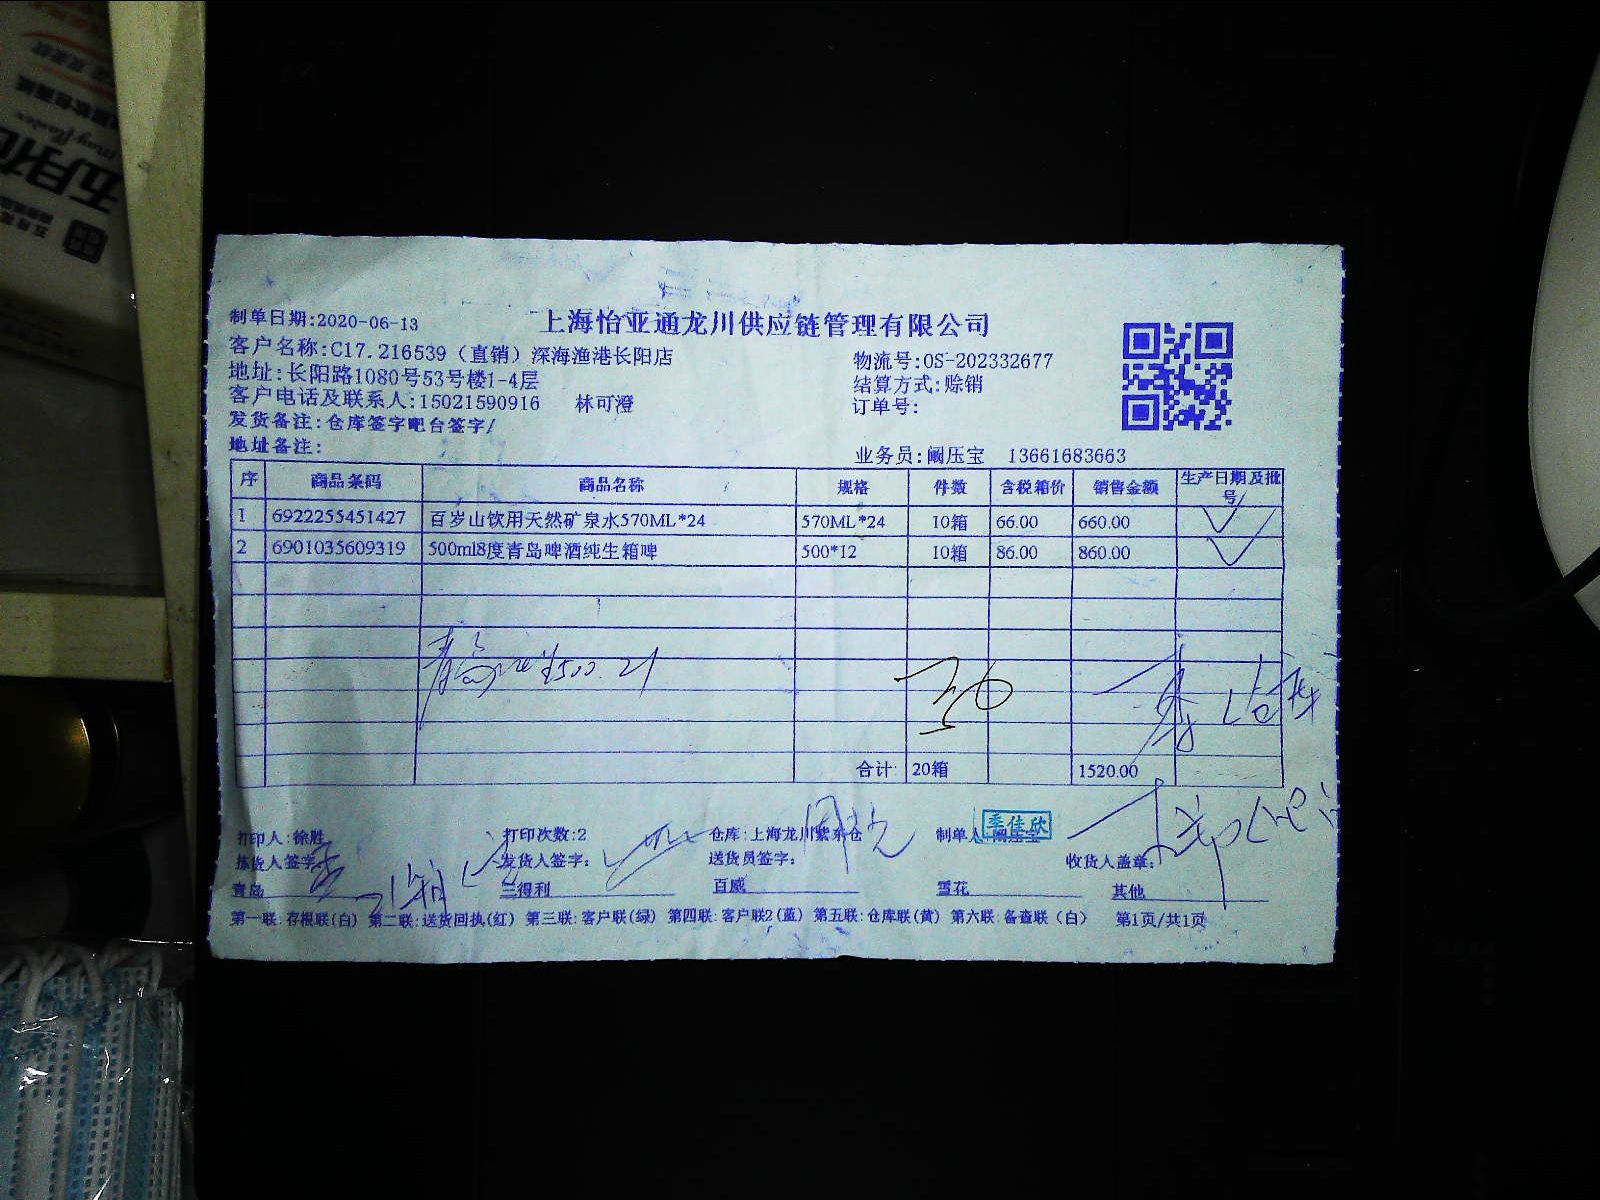 五月花
May flower
制单日期:2020-06-13
上海怡亚通龙川供应链管理有限公司
客户名称:C17.216539（直销）深海渔港长阳店
物流号:OS-202332677
地址:长阳路1080号53号楼1-4层
结算方式:赊销
客户电话及联系人:15021590916 林可澄
订单号:
发货备注:仓库签字吧台签字/
地址备注:
业务员:阚压宝 13661683663
序 商品条码 商品名称 规格 件数 含税箱价 销售金额 生产日期及批号
1 6922255451427 百岁山饮用天然矿泉水570ML*24 570ML*24 10箱 66.00 660.00
2 6901035609319 500ml8度青岛啤酒纯生箱啤 500*12 10箱 86.00 860.00
合计: 20箱 1520.00
打印人:徐胜 打印次数:2 仓库:上海龙川紫东仓 制单人 季佳欣
拣货人签字: 发货人签字: 送货员签字: 收货人盖章:
青岛 三得利 百威 雪花 其他
第一联:存根联(白) 第二联:送货回执(红) 第三联:客户联(绿) 第四联:客户联2(蓝) 第五联:仓库联(黄) 第六联:备查联（白） 第1页/共1页